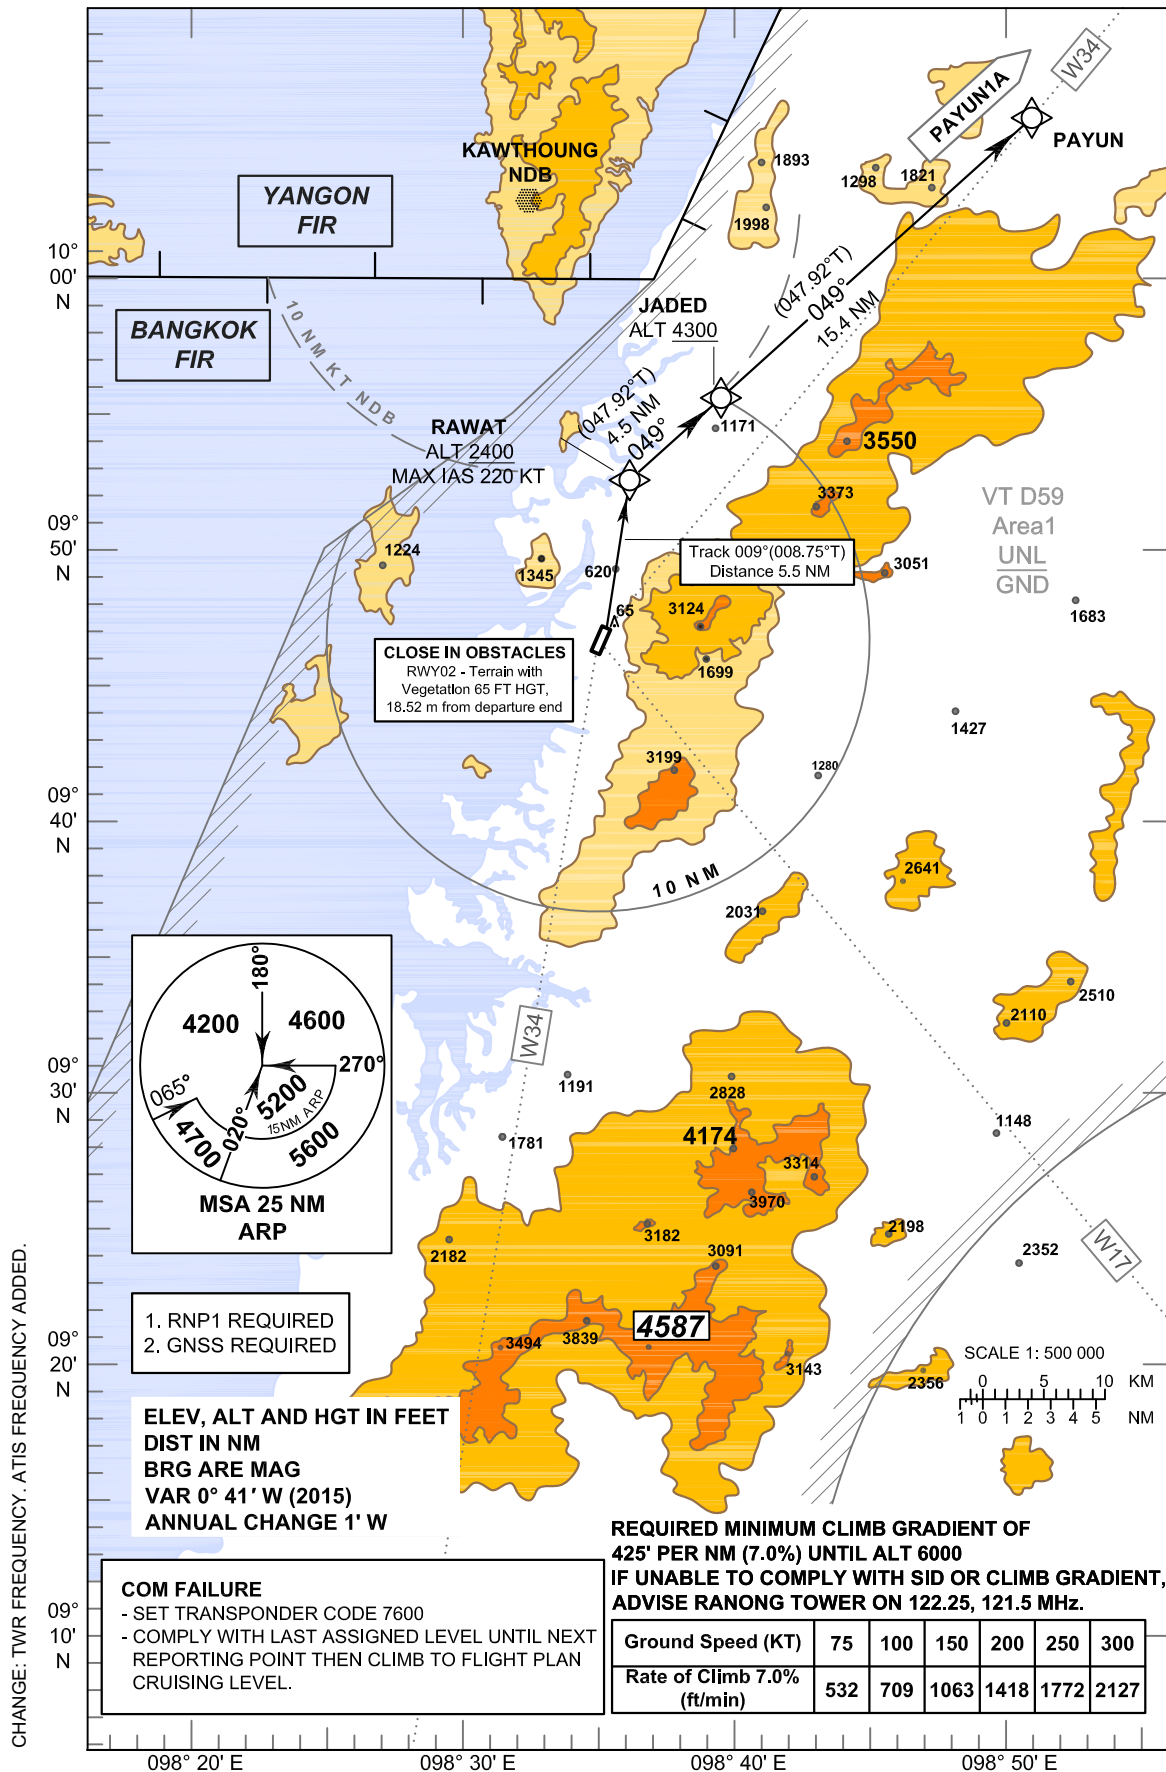 W34
PAYUN1A
PAYUN
KAWTHOUNG
NDB
1893
1298
1821
1998
YANGON
FIR
10°
00'
N
BANGKOK
FIR
10 NM KT NDB
JADED
ALT 4300
(047.92°T)
049°
15.4 NM
(047.92°T)
4.5 NM
049°
1171
RAWAT
ALT 2400
MAX IAS 220 KT
3550
3373
VT D59
Area1
UNL
GND
09°
50'
N
1224
1345
620
Track 009°(008.75°T)
Distance 5.5 NM
3051
1683
65
3124
1699
CLOSE IN OBSTACLES
RWY02 - Terrain with
Vegetation 65 FT HGT,
18.52 m from departure end
1427
3199
1280
09°
40'
N
10 NM
2641
2031
2510
2110
180°
4200
4600
270°
065°
020°
5200
15NM ARP
4700
5600
MSA 25 NM
ARP
W34
09°
30'
N
1191
2828
1781
4174
3314
3970
1148
2182
3182
3091
2198
2352
W17
1. RNP1 REQUIRED
2. GNSS REQUIRED
09°
20'
N
3494
3839
4587
3143
2356
SCALE 1: 500 000
0 5 10 KM
1 0 1 2 3 4 5 NM
ELEV, ALT AND HGT IN FEET
DIST IN NM
BRG ARE MAG
VAR 0° 41' W (2015)
ANNUAL CHANGE 1' W
REQUIRED MINIMUM CLIMB GRADIENT OF
425' PER NM (7.0%) UNTIL ALT 6000
IF UNABLE TO COMPLY WITH SID OR CLIMB GRADIENT,
ADVISE RANONG TOWER ON 122.25, 121.5 MHz.
COM FAILURE
- SET TRANSPONDER CODE 7600
- COMPLY WITH LAST ASSIGNED LEVEL UNTIL NEXT
REPORTING POINT THEN CLIMB TO FLIGHT PLAN
CRUISING LEVEL.
09°
10'
N
Ground Speed (KT) 75 100 150 200 250 300
Rate of Climb 7.0%
(ft/min) 532 709 1063 1418 1772 2127
098° 20' E 098° 30' E 098° 40' E 098° 50' E
CHANGE: TWR FREQUENCY. ATIS FREQUENCY ADDED.